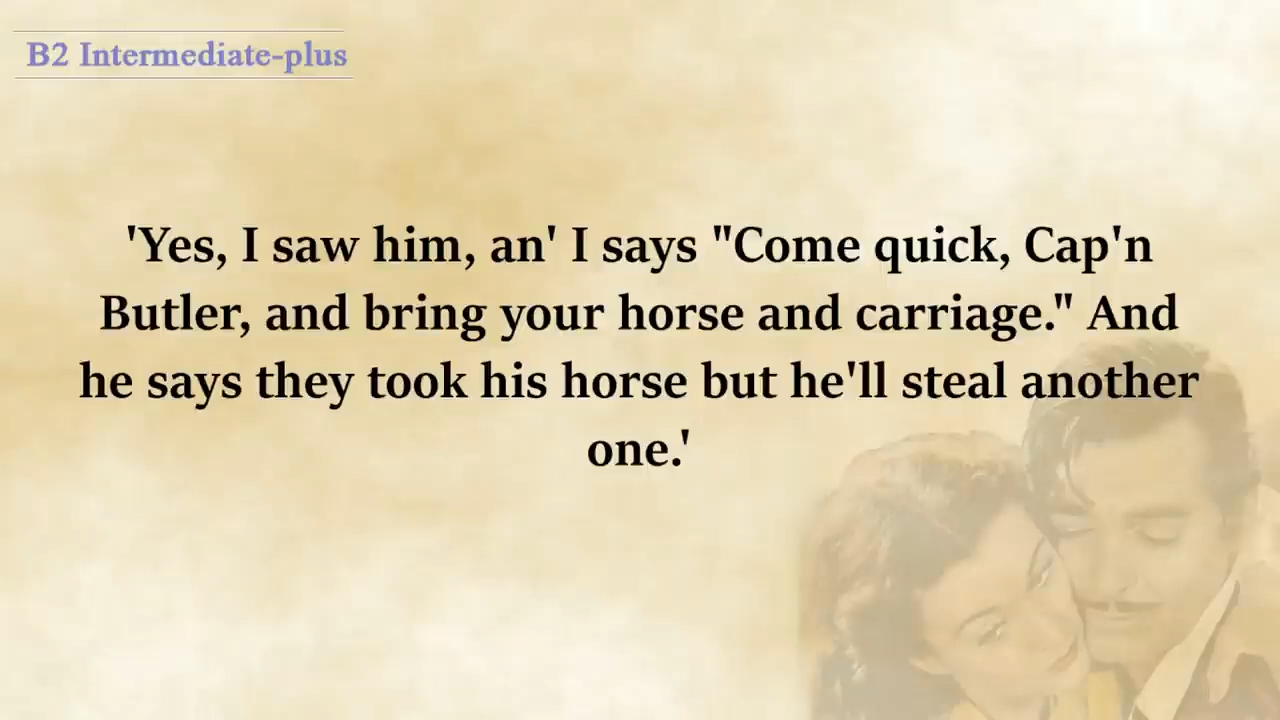 B2 Intermediate-plus
'Yes, I saw him, an' I says "Come quick, Cap'n
Butler, and bring your horse and carriage." And
he says they took his horse but he'll steal another
one.'